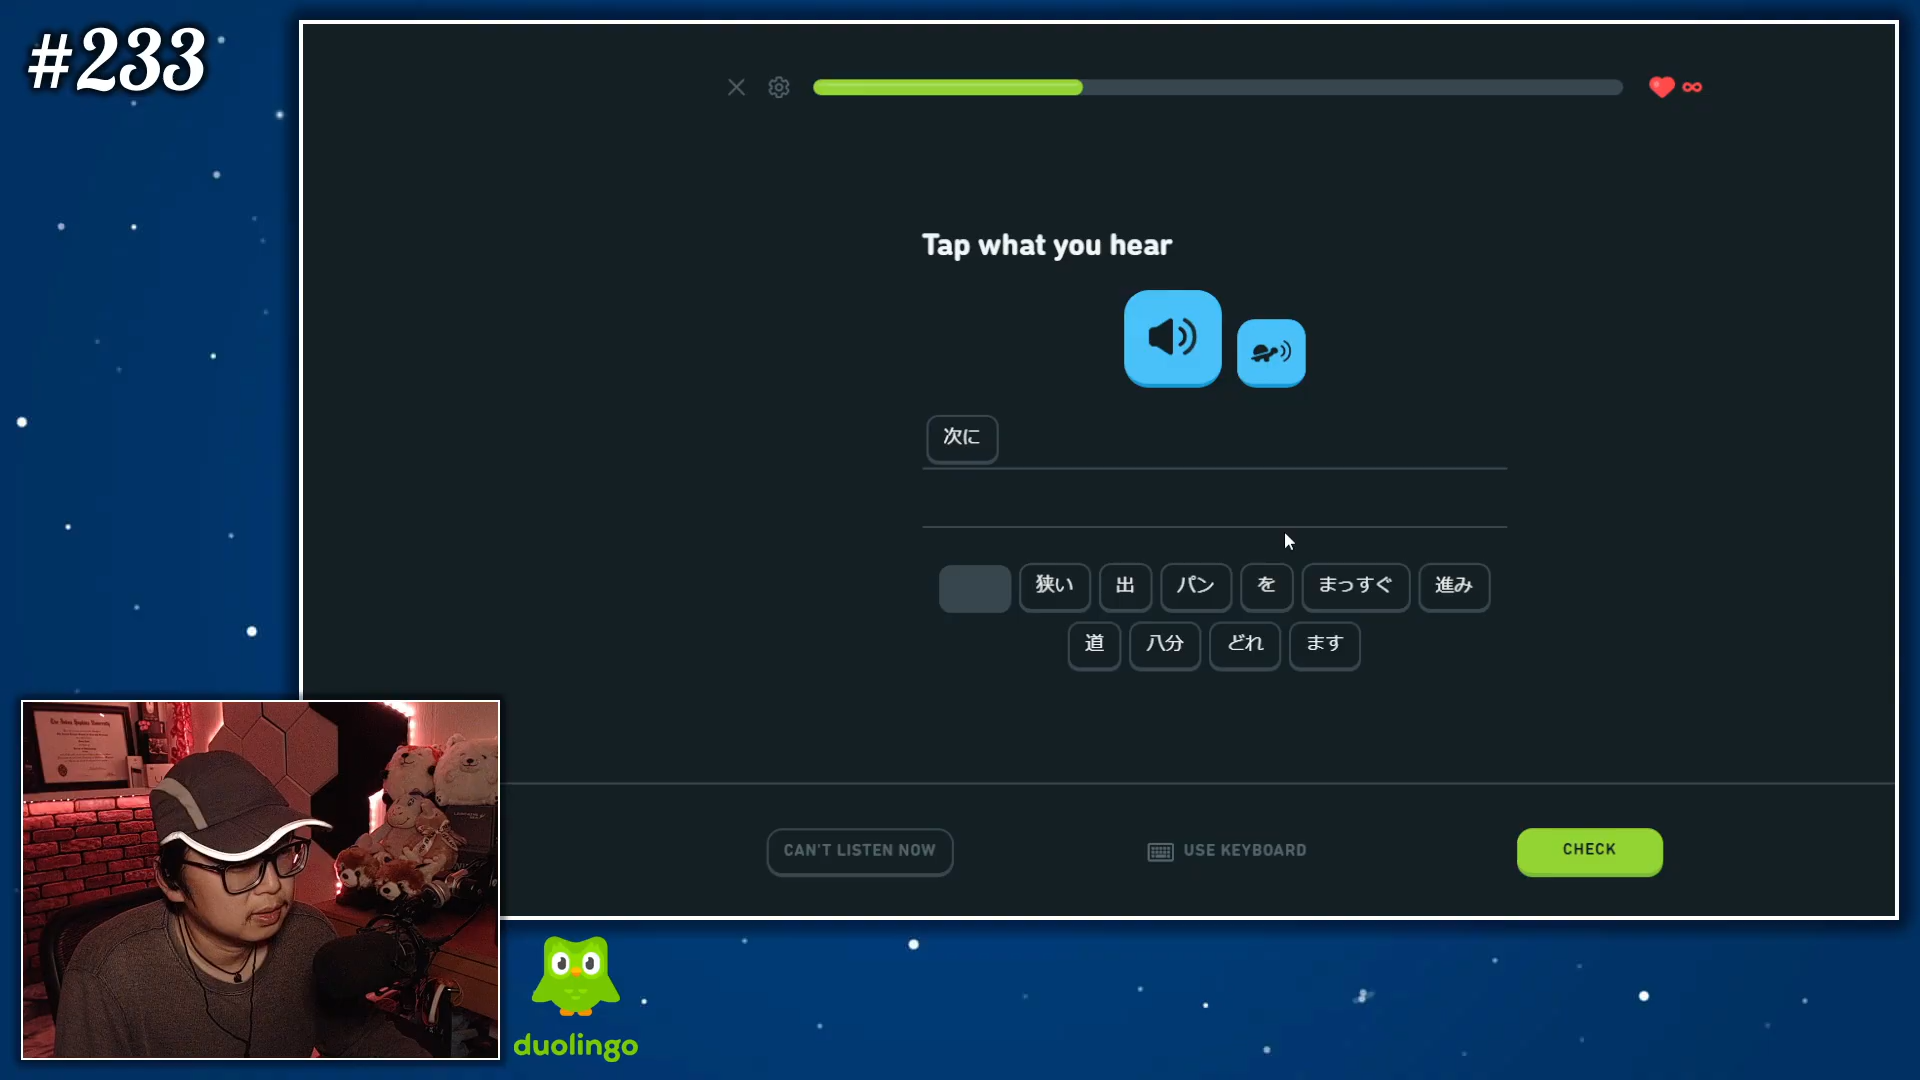 #233
∞
Tap what you hear
次に
狭い 出 パン を まっすぐ 進み
道 八分 どれ ます
CAN'T LISTEN NOW
USE KEYBOARD
CHECK
duolingo